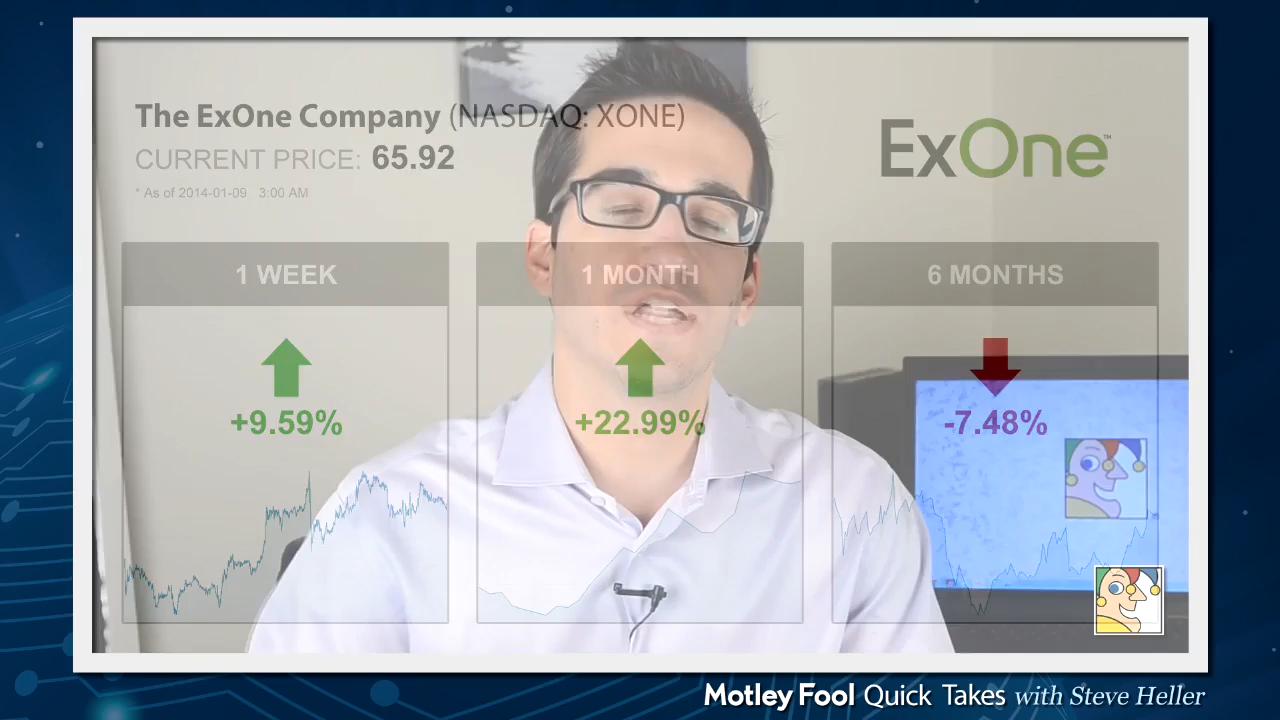 The ExOne Company (NASDAQ: XONE)
CURRENT PRICE: 65.92
* As of 2014-01-09 3:00 AM
ExOne™
1 WEEK
+9.59%
1 MONTH
+22.99%
6 MONTHS
-7.48%
Motley Fool Quick Takes with Steve Heller